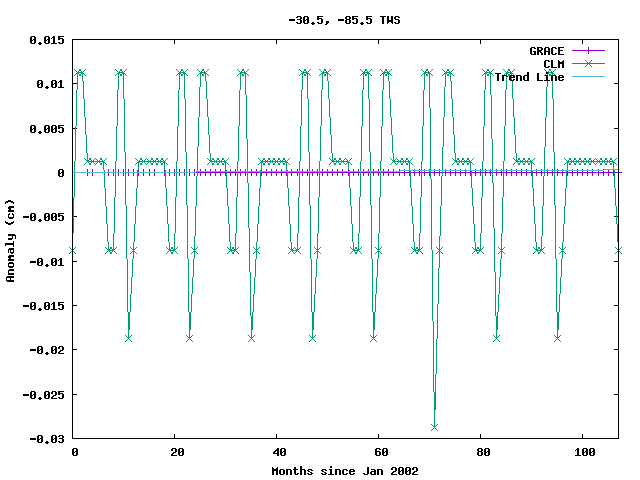 -30.5, -85.5 TWS
0.015
0.01
0.005
0
-0.005
-0.01
-0.015
-0.02
-0.025
-0.03
GRACE
CLM
Trend Line
Anomaly (cm)
0 20 40 60 80 100
Months since Jan 2002